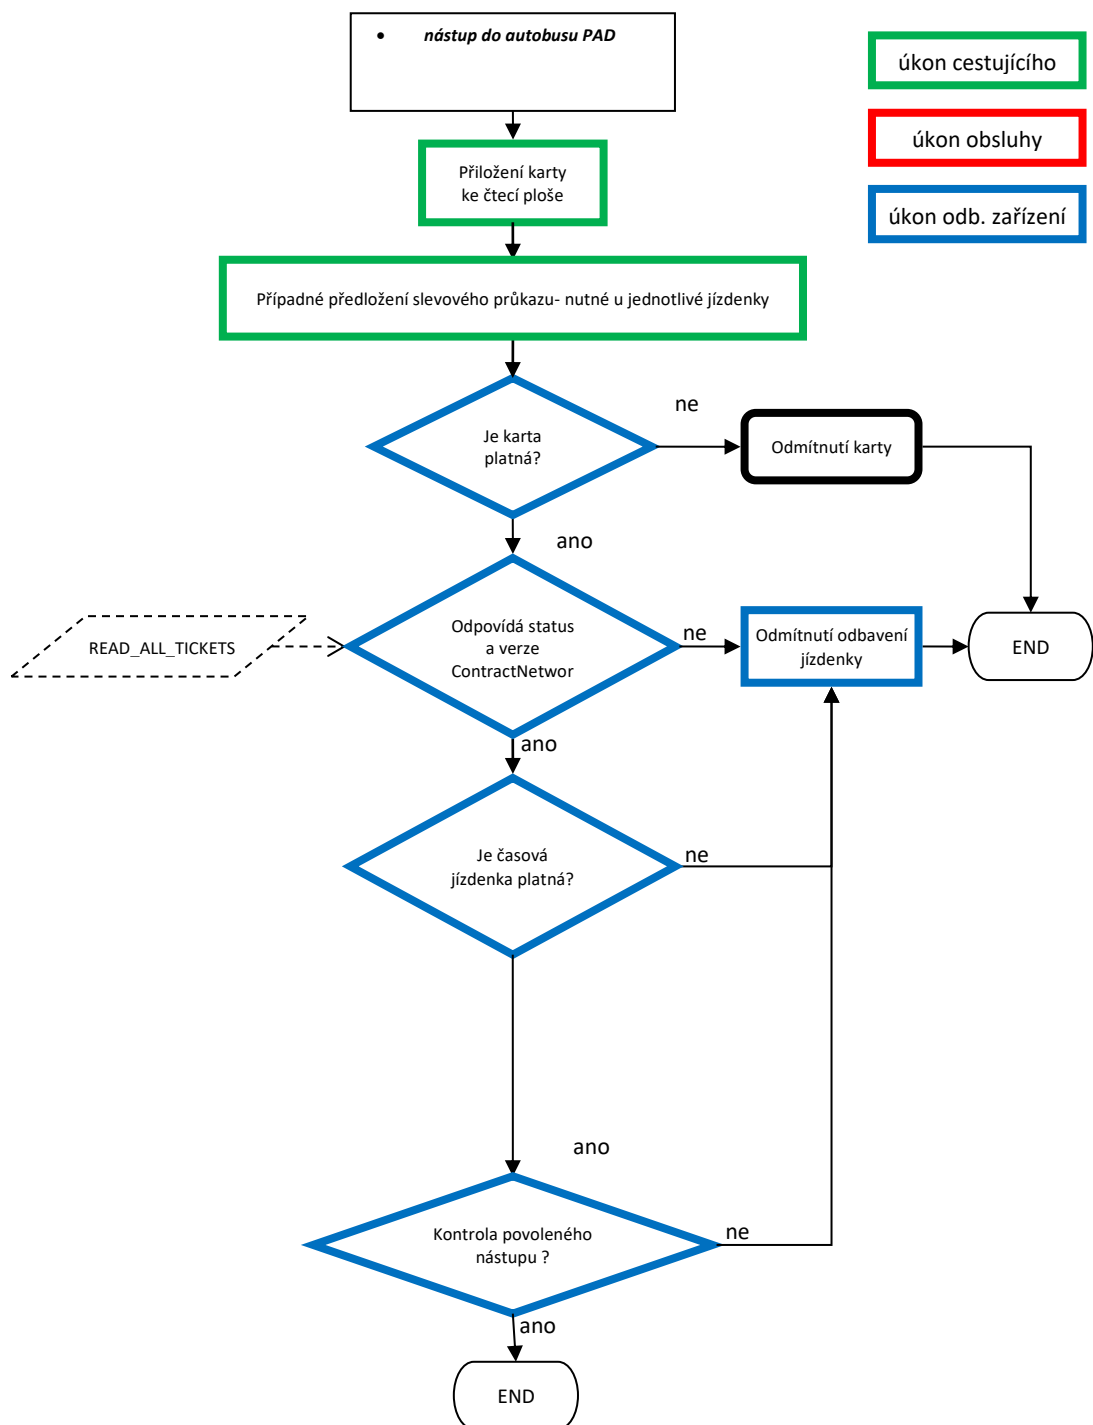 • nástup do autobusu PAD
úkon cestujícího
úkon obsluhy
úkon odb. zařízení
Přiložení karty
ke čtecí ploše
Případné předložení slevového průkazu- nutné u jednotlivé jízdenky
Je karta
platná?
ne
Odmítnutí karty
ano
READ_ALL_TICKETS
Odpovídá status
a verze
ContractNetwor
ne
Odmítnutí odbavení
jízdenky
END
ano
Je časová
jízdenka platná?
ne
ano
Kontrola povoleného
nástupu ?
ne
ano
END